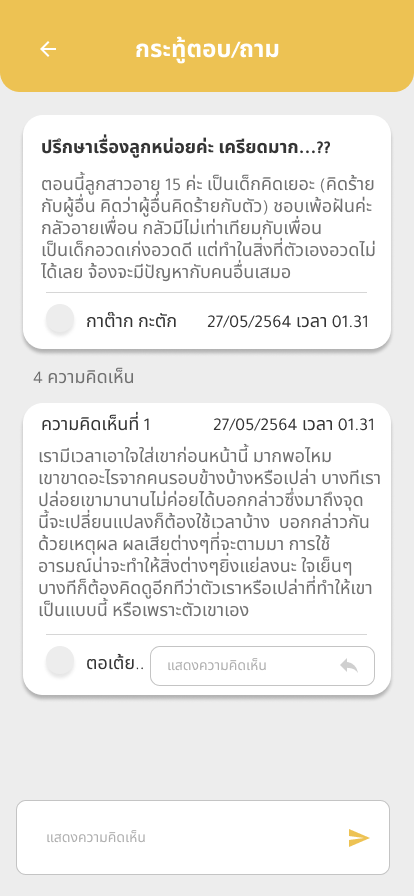 กระทู้ตอบ/ถาม
ปรึกษาเรื่องลูกหน่อยค่ะ เครียดมาก...??
ตอนนี้ลูกสาวอายุ 15 ค่ะ เป็นเด็กคิดเยอะ (คิดร้าย
กับผู้อื่น คิดว่าผู้อื่นคิดร้ายกับตัว) ชอบเพ้อฝันค่ะ
กลัวอายเพื่อน กลัวมีไม่เท่าเทียมกับเพื่อน
เป็นเด็กอวดเก่งอวดดี แต่ทำในสิ่งที่ตัวเองอวดไม่
ได้เลย จ้องจะมีปัญหากับคนอื่นเสมอ
กาต๊าก กะตัก 27/05/2564 เวลา 01.31
4 ความคิดเห็น
ความคิดเห็นที่ 1 27/05/2564 เวลา 01.31
เรามีเวลาเอาใจใส่เขาก่อนหน้านี้ มากพอไหม
เขาขาดอะไรจากคนรอบข้างบ้างหรือเปล่า บางทีเรา
ปล่อยเขามานานไม่ค่อยได้บอกกล่าวซึ่งมาถึงจุด
นี้จะเปลี่ยนแปลงก็ต้องใช้เวลาบ้าง บอกกล่าวกัน
ด้วยเหตุผล ผลเสียต่างๆที่จะตามมา การใช้
อารมณ์น่าจะทำให้สิ่งต่างๆยิ่งแย่ลงนะ ใจเย็นๆ
บางทีก็ต้องคิดดูอีกทีว่าตัวเราหรือเปล่าที่ทำให้เขา
เป็นแบบนี้ หรือเพราะตัวเขาเอง
ตอเต้ย.. แสดงความคิดเห็น
แสดงความคิดเห็น